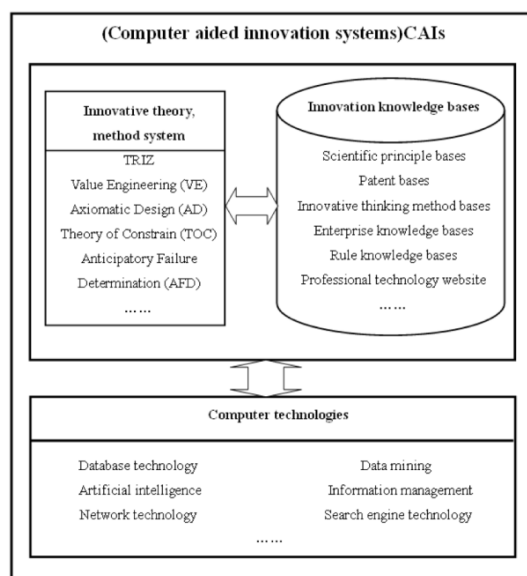 (Computer aided innovation systems)CAIs
Innovative theory,
method system
TRIZ
Value Engineering (VE)
Axiomatic Design (AD)
Theory of Constrain (TOC)
Anticipatory Failure
Determination (AFD)
……
Innovation knowledge bases
Scientific principle bases
Patent bases
Innovative thinking method bases
Enterprise knowledge bases
Rule knowledge bases
Professional technology website
……
Computer technologies
Database technology
Artificial intelligence
Network technology
Data mining
Information management
Search engine technology
……